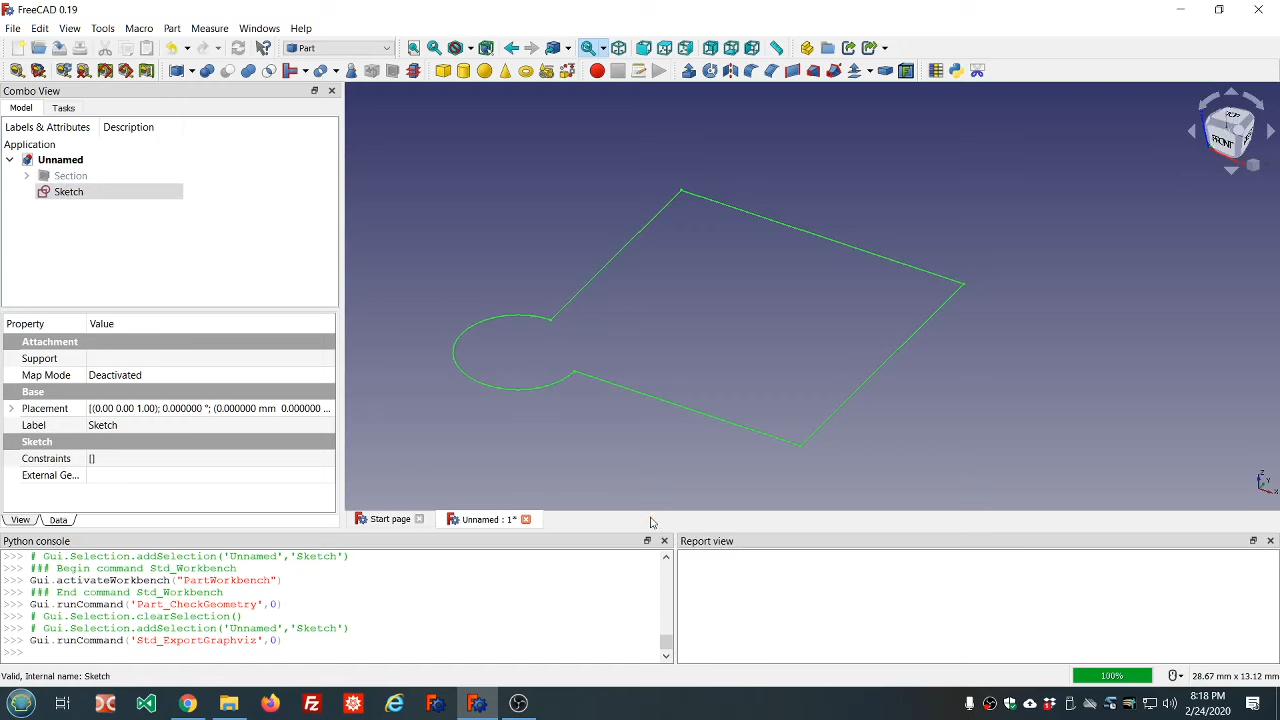 FreeCAD 0.19
File Edit View Tools Macro Part Measure Windows Help
Part
Combo View
Model Tasks
Labels & Attributes Description
Application
Unnamed
Section
Sketch
FRONT
Property Value
Attachment
Support
Map Mode Deactivated
Base
Placement [(0.00 0.00 1.00); 0.000000 °; (0.000000 mm 0.000000 ...
Label Sketch
Sketch
Constraints []
External Ge...
View Data
Start page Unnamed : 1*
Python console
>>> # Gui.Selection.addSelection('Unnamed','Sketch')
>>> ### Begin command Std_Workbench
>>> Gui.activateWorkbench("PartWorkbench")
>>> ### End command Std_Workbench
>>> Gui.runCommand('Part_CheckGeometry',0)
>>> # Gui.Selection.clearSelection()
>>> # Gui.Selection.addSelection('Unnamed','Sketch')
>>> Gui.runCommand('Std_ExportGraphviz',0)
>>>
Report view
Valid, Internal name: Sketch
100%
28.67 mm x 13.12 mm
8:18 PM
2/24/2020